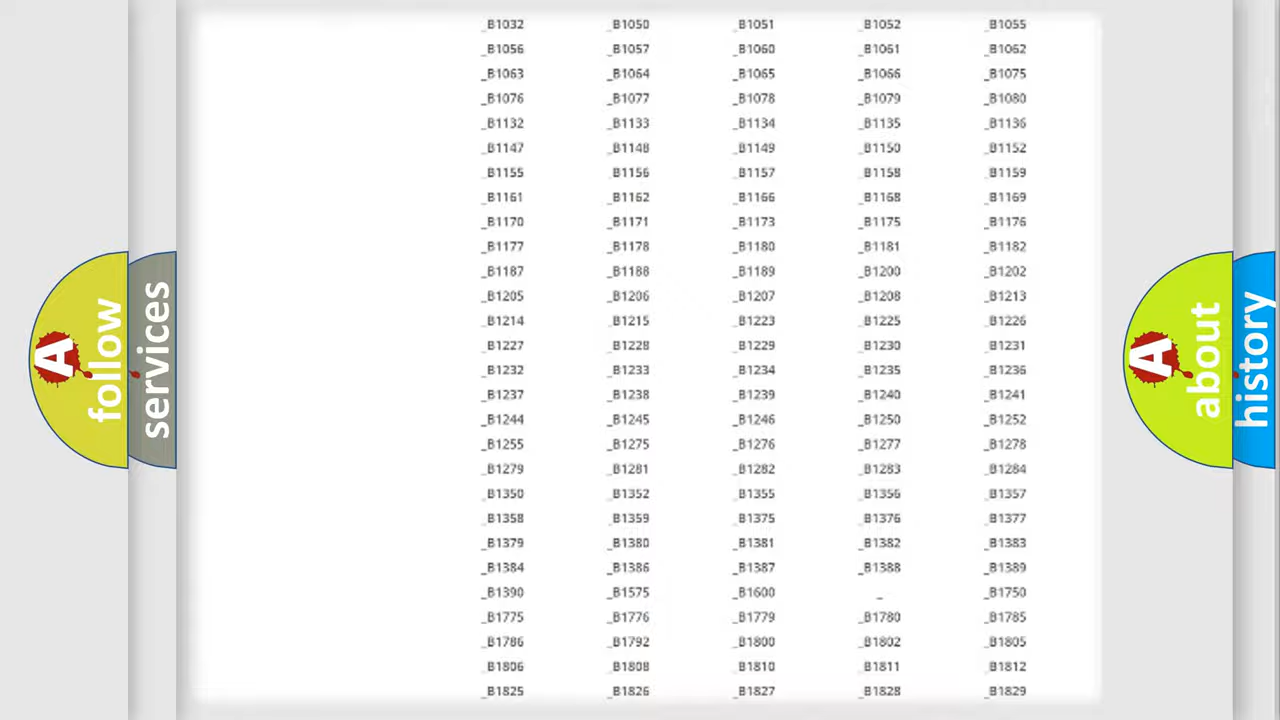 _B1032 _B1050 _B1051 _B1052 _B1055
_B1056 _B1057 _B1060 _B1061 _B1062
_B1063 _B1064 _B1065 _B1066 _B1075
_B1076 _B1077 _B1078 _B1079 _B1080
_B1132 _B1133 _B1134 _B1135 _B1136
_B1147 _B1148 _B1149 _B1150 _B1152
_B1155 _B1156 _B1157 _B1158 _B1159
_B1161 _B1162 _B1166 _B1168 _B1169
_B1170 _B1171 _B1173 _B1175 _B1176
_B1177 _B1178 _B1180 _B1181 _B1182
_B1187 _B1188 _B1189 _B1200 _B1202
_B1205 _B1206 _B1207 _B1208 _B1213
_B1214 _B1215 _B1223 _B1225 _B1226
_B1227 _B1228 _B1229 _B1230 _B1231
_B1232 _B1233 _B1234 _B1235 _B1236
_B1237 _B1238 _B1239 _B1240 _B1241
_B1244 _B1245 _B1246 _B1250 _B1252
_B1255 _B1275 _B1276 _B1277 _B1278
_B1279 _B1281 _B1282 _B1283 _B1284
_B1350 _B1352 _B1355 _B1356 _B1357
_B1358 _B1359 _B1375 _B1376 _B1377
_B1379 _B1380 _B1381 _B1382 _B1383
_B1384 _B1386 _B1387 _B1388 _B1389
_B1390 _B1575 _B1600 _ _B1750
_B1775 _B1776 _B1779 _B1780 _B1785
_B1786 _B1792 _B1800 _B1802 _B1805
_B1806 _B1808 _B1810 _B1811 _B1812
_B1825 _B1826 _B1827 _B1828 _B1829
A
follow
services
A
about
history